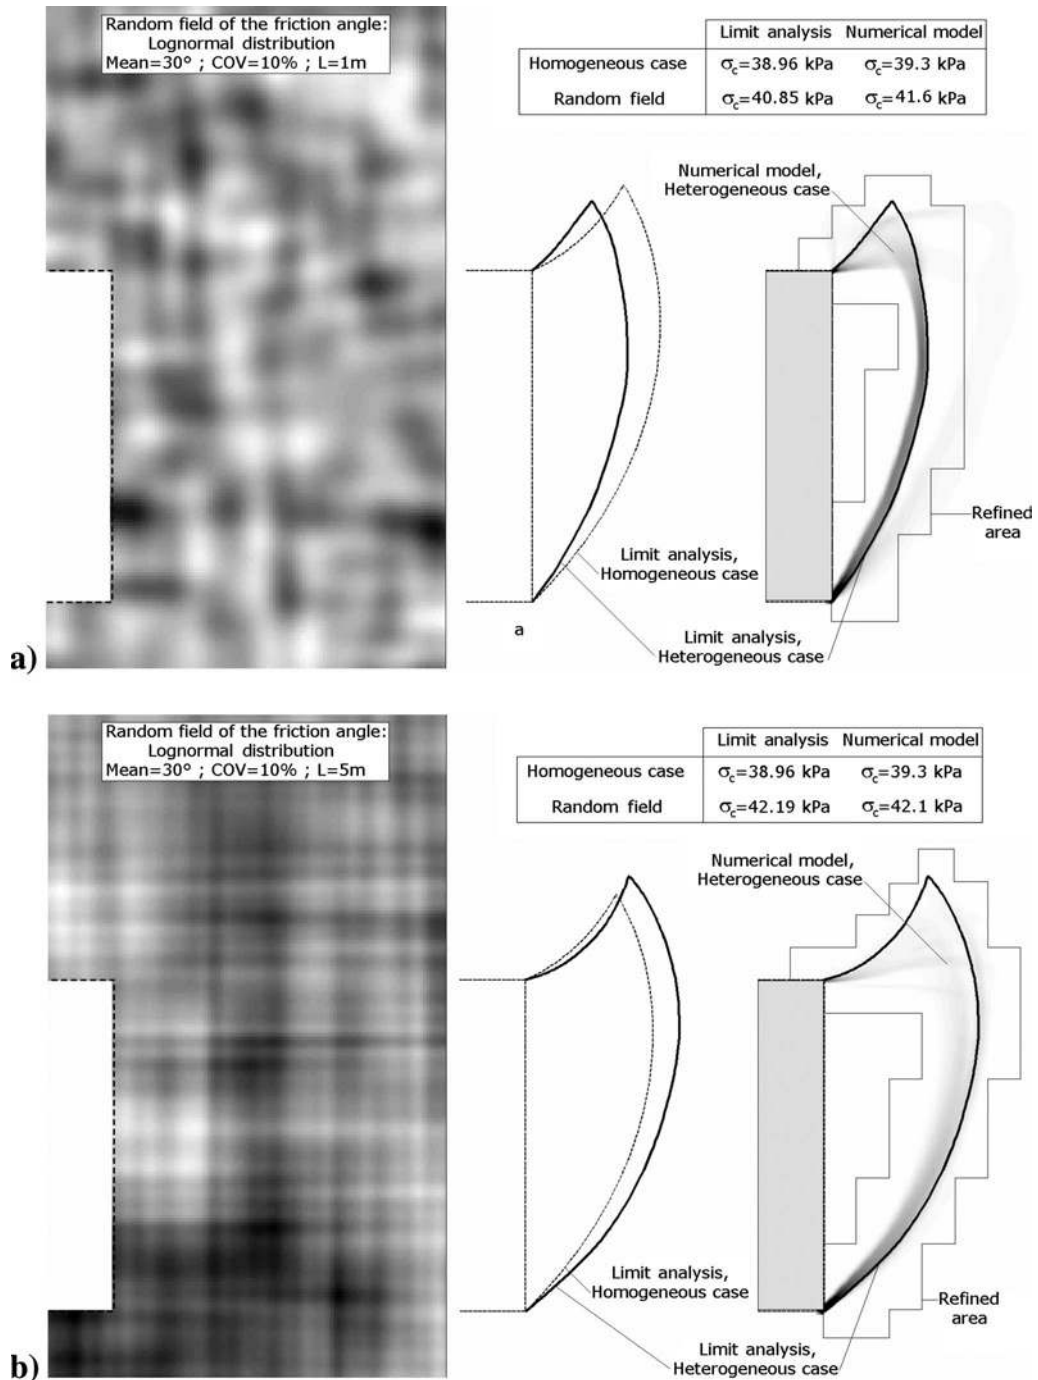 Random field of the friction angle:
Lognormal distribution
Mean=30° ; COV=10% ; L=1m
Limit analysis Numerical model
Homogeneous case σc=38.96 kPa σc=39.3 kPa
Random field σc=40.85 kPa σc=41.6 kPa
Numerical model,
Heterogeneous case
Refined
area
Limit analysis,
Homogeneous case
a
Limit analysis,
Heterogeneous case
a)
Random field of the friction angle:
Lognormal distribution
Mean=30° ; COV=10% ; L=5m
Limit analysis Numerical model
Homogeneous case σc=38.96 kPa σc=39.3 kPa
Random field σc=42.19 kPa σc=42.1 kPa
Numerical model,
Heterogeneous case
Limit analysis,
Homogeneous case
Refined
area
Limit analysis,
Heterogeneous case
b)